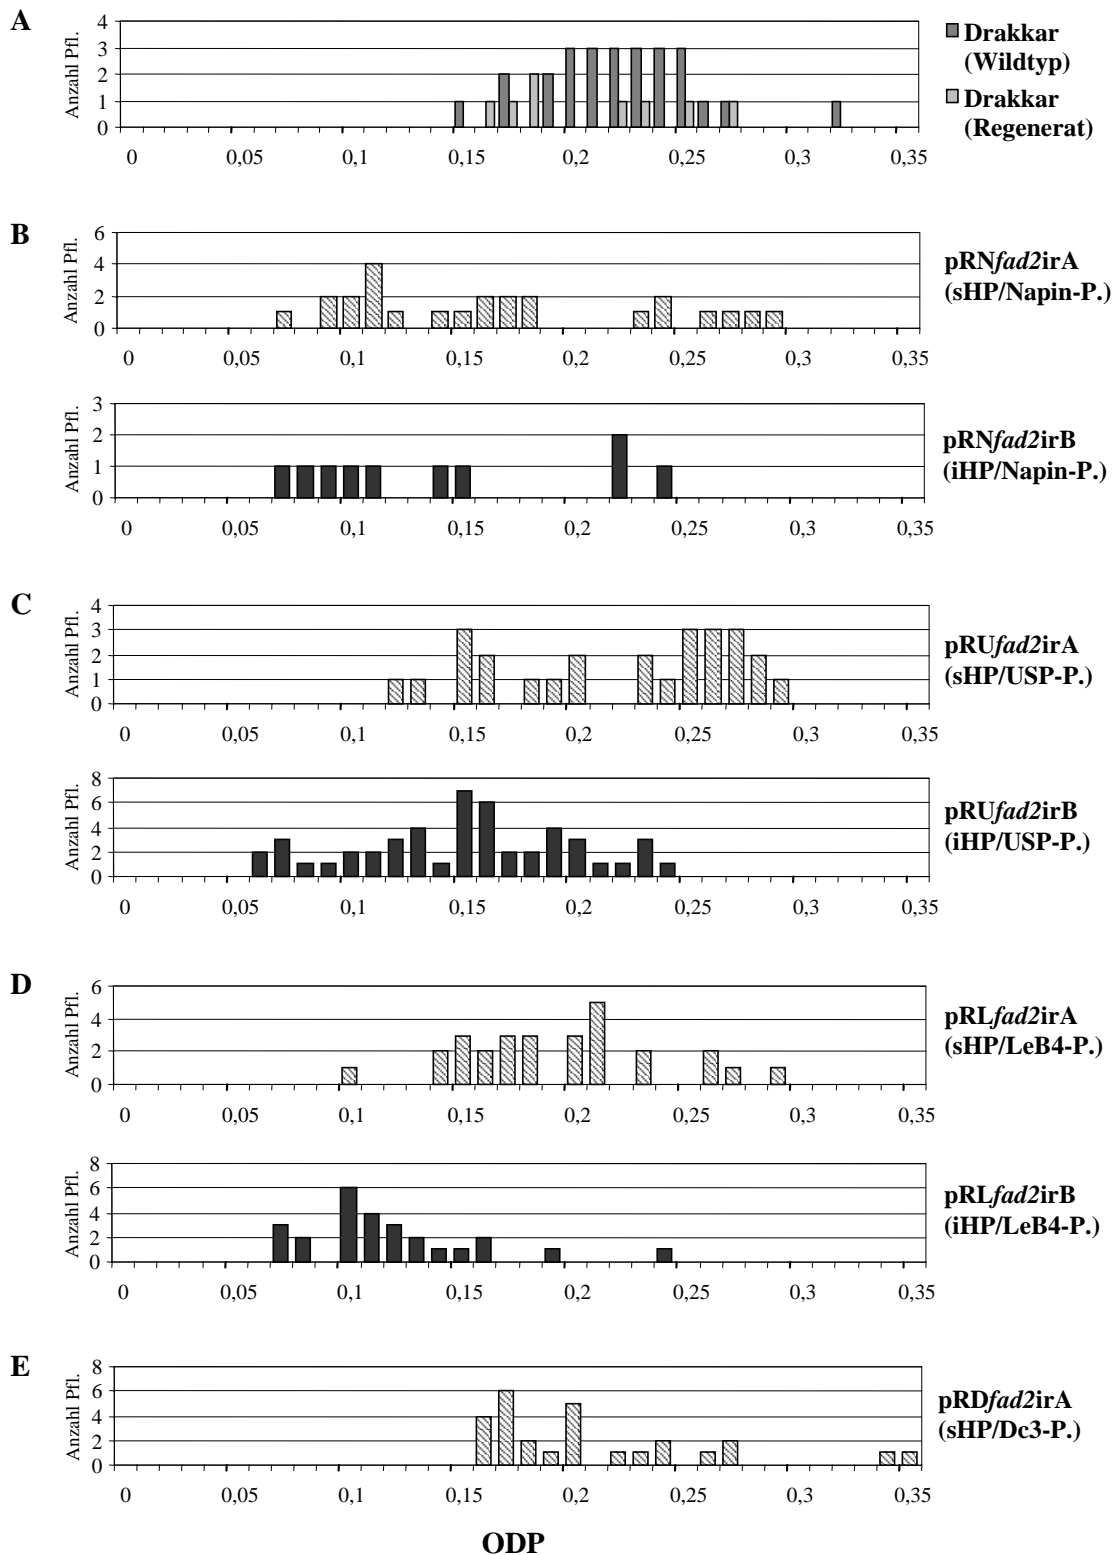 A
Anzahl Pfl.
4
3
2
1
0
0 0,05 0,1 0,15 0,2 0,25 0,3 0,35
Drakkar
(Wildtyp)
Drakkar
(Regenerat)
B
Anzahl Pfl.
6
4
2
0
0 0,05 0,1 0,15 0,2 0,25 0,3 0,35
pRNfad2irA
(sHP/Napin-P.)
Anzahl Pfl.
3
2
1
0
0 0,05 0,1 0,15 0,2 0,25 0,3 0,35
pRNfad2irB
(iHP/Napin-P.)
C
Anzahl Pfl.
4
3
2
1
0
0 0,05 0,1 0,15 0,2 0,25 0,3 0,35
pRUfad2irA
(sHP/USP-P.)
Anzahl Pfl.
8
6
4
2
0
0 0,05 0,1 0,15 0,2 0,25 0,3 0,35
pRUfad2irB
(iHP/USP-P.)
D
Anzahl Pfl.
6
4
2
0
0 0,05 0,1 0,15 0,2 0,25 0,3 0,35
pRLfad2irA
(sHP/LeB4-P.)
Anzahl Pfl.
8
6
4
2
0
0 0,05 0,1 0,15 0,2 0,25 0,3 0,35
pRLfad2irB
(iHP/LeB4-P.)
E
Anzahl Pfl.
8
6
4
2
0
0 0,05 0,1 0,15 0,2 0,25 0,3 0,35
pRDfad2irA
(sHP/Dc3-P.)
ODP